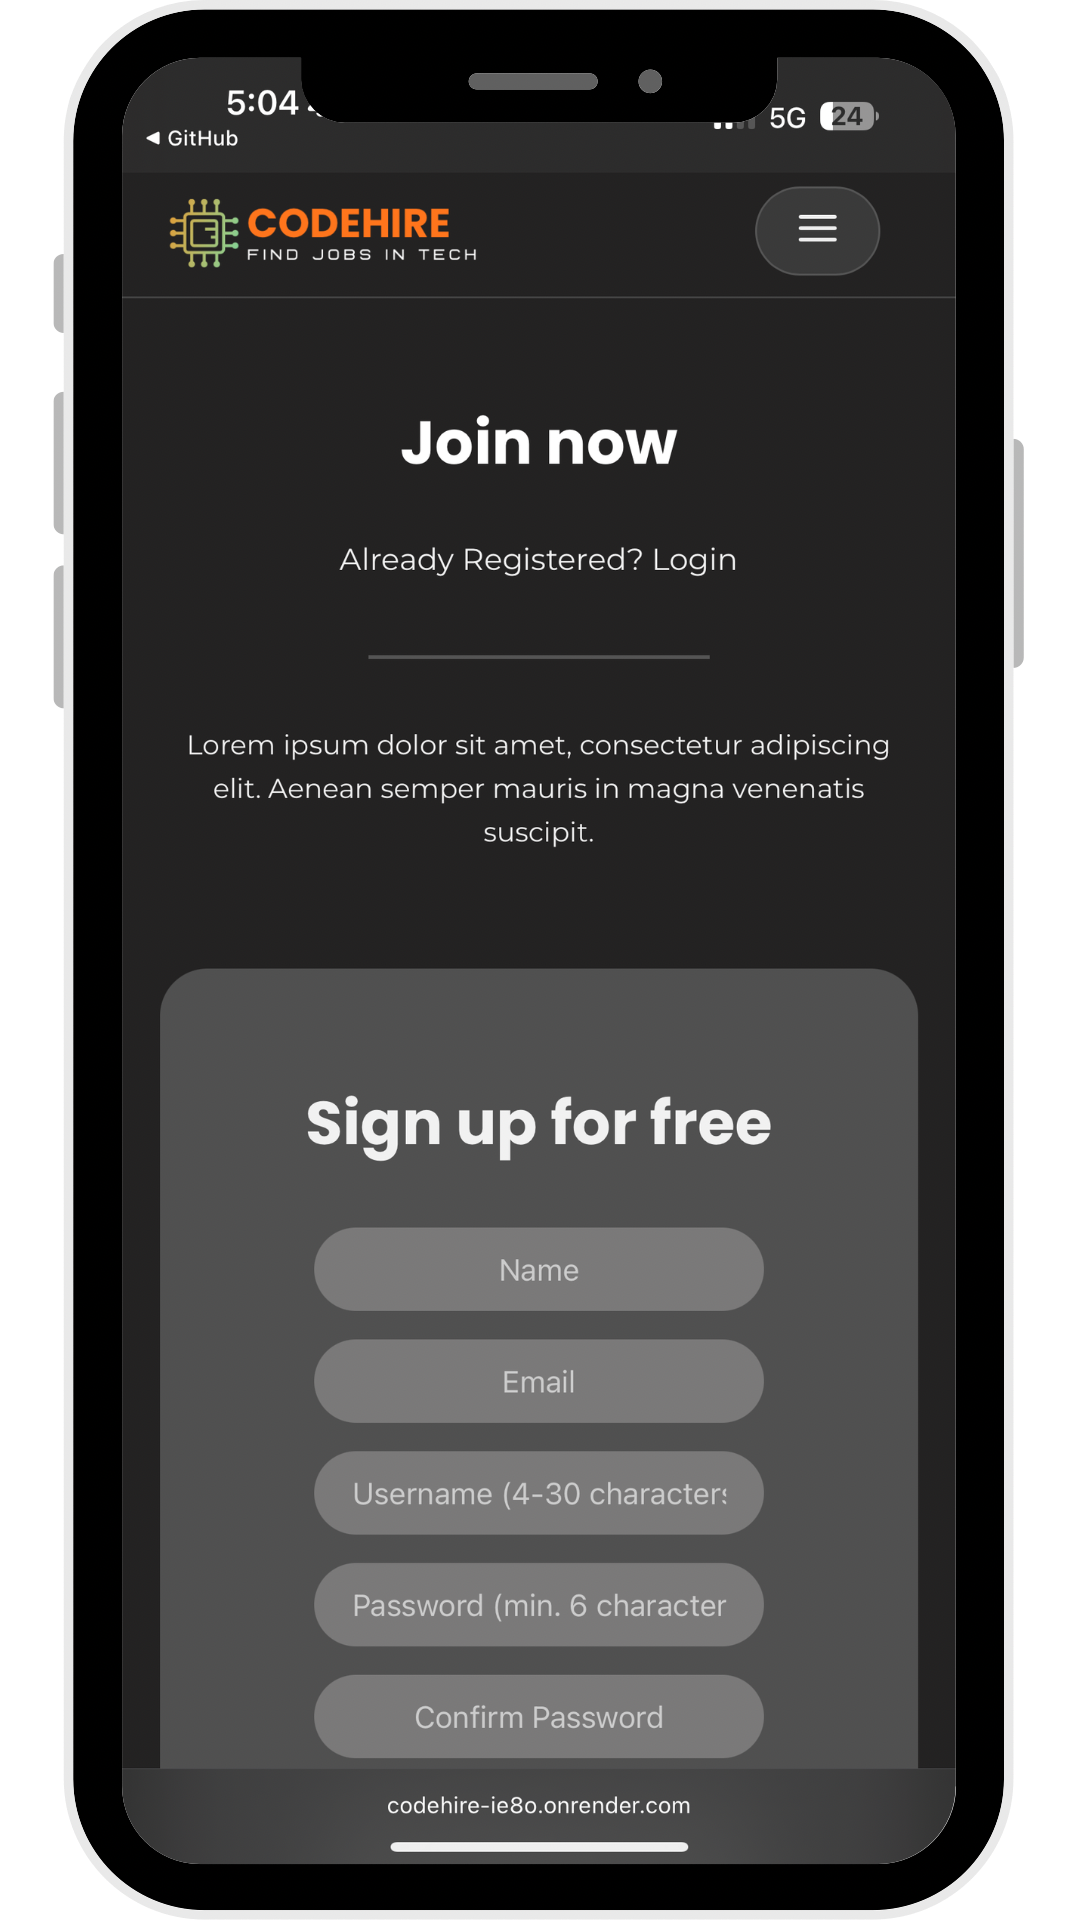 5:04
5G
24
◀ GitHub
CODEHIRE
FIND JOBS IN TECH
Join now
Already Registered? Login
Lorem ipsum dolor sit amet, consectetur adipiscing
elit. Aenean semper mauris in magna venenatis
suscipit.
Sign up for free
Name
Email
Username (4-30 characters
Password (min. 6 character
Confirm Password
codehire-ie8o.onrender.com